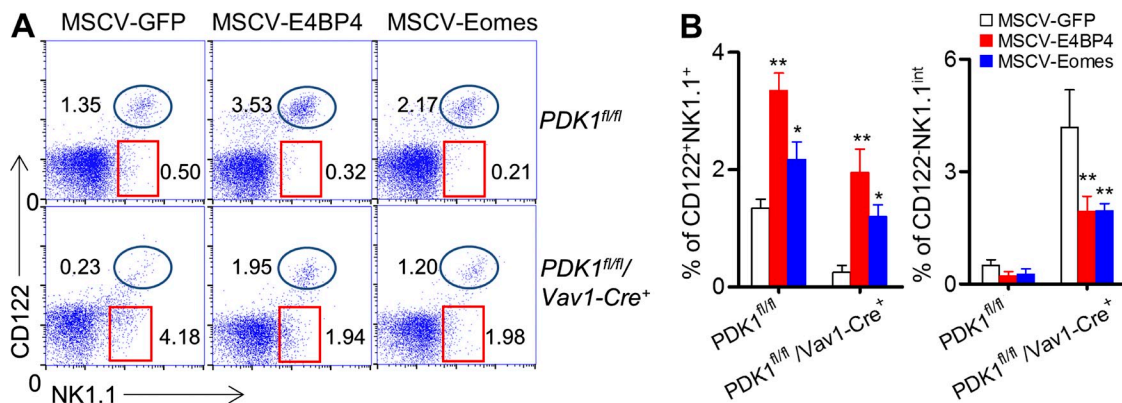 A
MSCV-GFP MSCV-E4BP4 MSCV-Eomes
1.35 3.53 2.17
PDK1fl/fl
0.50 0.32 0.21
0
0.23 1.95 1.20
PDK1fl/fl/
Vav1-Cre+
4.18 1.94 1.98
CD122
0
NK1.1
B
MSCV-GFP
MSCV-E4BP4
MSCV-Eomes
% of CD122+NK1.1+
4
2
0
** * ** *
PDK1fl/fl
PDK1fl/fl/Vav1-Cre+
% of CD122-NK1.1int
6
3
0
** **
PDK1fl/fl
PDK1fl/fl/Vav1-Cre+